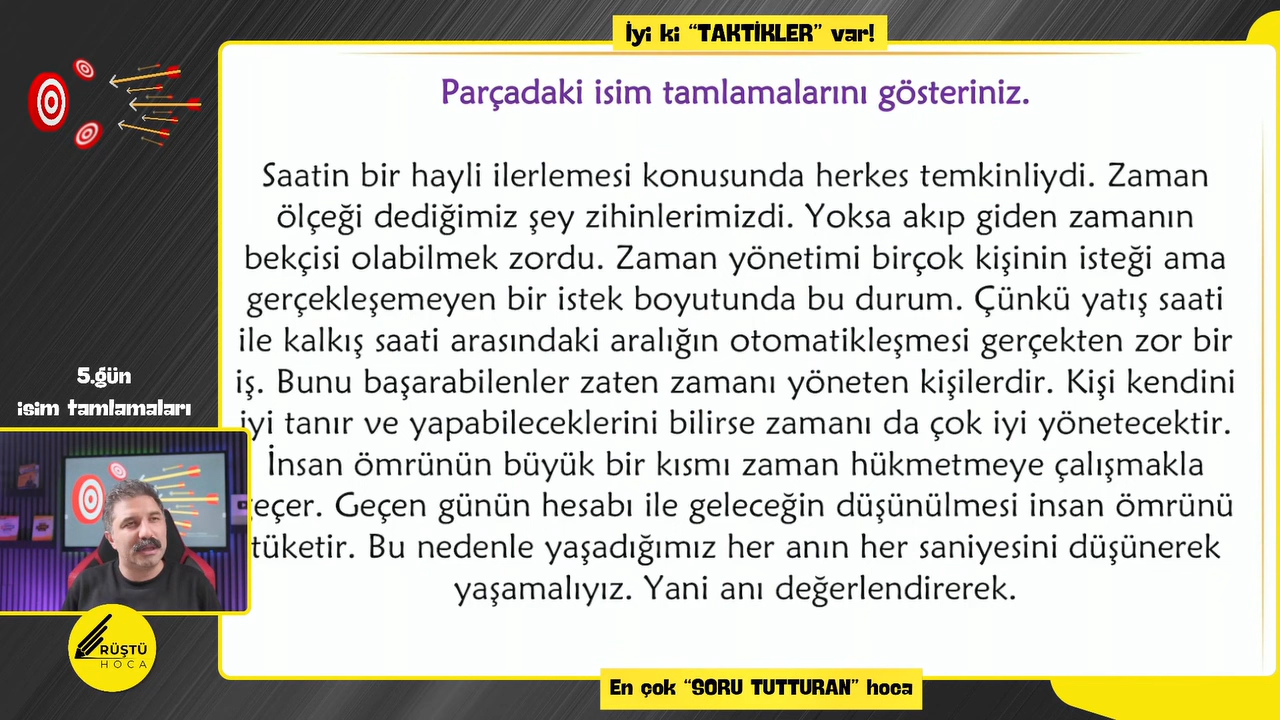 İyi ki “TAKTİKLER” var!
Parçadaki isim tamlamalarını gösteriniz.
Saatin bir hayli ilerlemesi konusunda herkes temkinliydi. Zaman
ölçeği dediğimiz şey zihinlerimizdi. Yoksa akıp giden zamanın
bekçisi olabilmek zordu. Zaman yönetimi birçok kişinin isteği ama
gerçekleşemeyen bir istek boyutunda bu durum. Çünkü yatış saati
ile kalkış saati arasındaki aralığın otomatikleşmesi gerçekten zor bir
iş. Bunu başarabilenler zaten zamanı yöneten kişilerdir. Kişi kendini
iyi tanır ve yapabileceklerini bilirse zamanı da çok iyi yönetecektir.
İnsan ömrünün büyük bir kısmı zaman hükmetmeye çalışmakla
geçer. Geçen günün hesabı ile geleceğin düşünülmesi insan ömrünü
tüketir. Bu nedenle yaşadığımız her anın her saniyesini düşünerek
yaşamalıyız. Yani anı değerlendirerek.
5.gün
isim tamlamaları
RÜŞTÜ
HOCA
En çok “SORU TUTTURAN” hoca